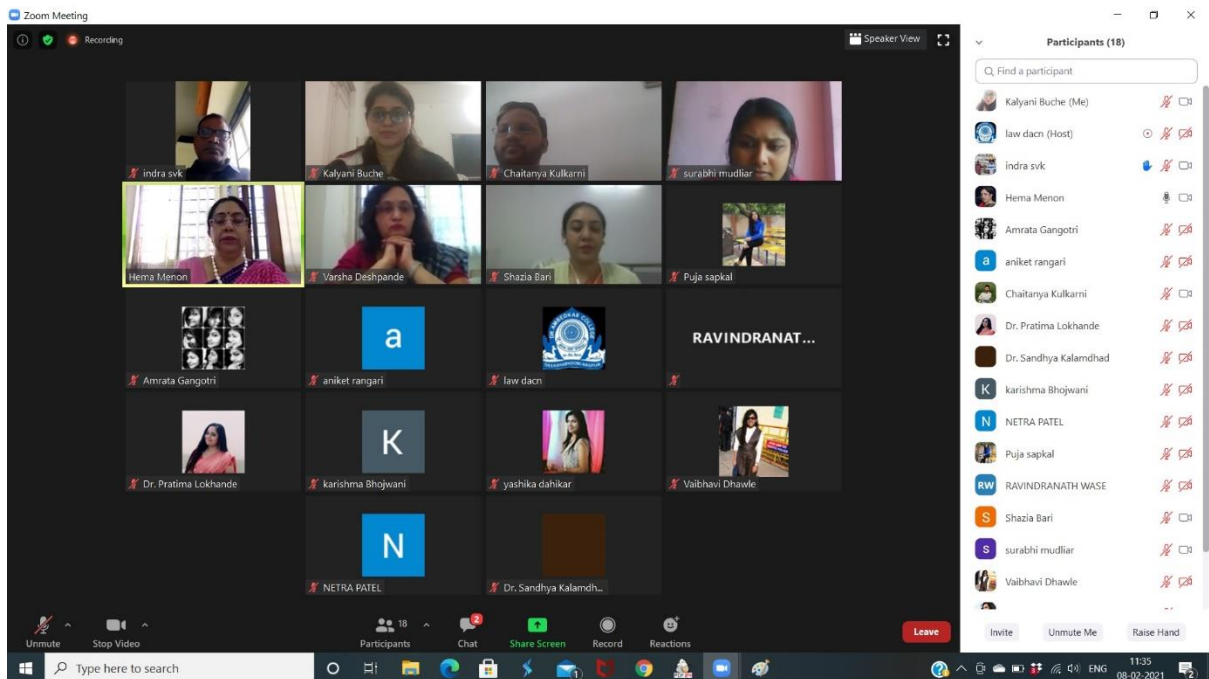 Zoom Meeting
Recording
Speaker View
indra svk
Kalyani Buche
Chaitanya Kulkarni
surabhi mudliar
Hema Menon
Varsha Deshpande
Shazia Bari
Puja sapkal
Amrata Gangotri
a
aniket rangari
law dacn
RAVINDRANAT...
Dr. Pratima Lokhande
K
karishma Bhojwani
yashika dahikar
Vaibhavi Dhawle
N
NETRA PATEL
Dr. Sandhya Kalamdh...
Participants (18)
Find a participant
Kalyani Buche (Me)
law dacn (Host)
indra svk
Hema Menon
Amrata Gangotri
a aniket rangari
Chaitanya Kulkarni
Dr. Pratima Lokhande
Dr. Sandhya Kalamdhad
K karishma Bhojwani
N NETRA PATEL
Puja sapkal
RW RAVINDRANATH WASE
S Shazia Bari
s surabhi mudliar
Vaibhavi Dhawle
Invite Unmute Me Raise Hand
Unmute Stop Video 18 Participants 2 Chat Share Screen Record Reactions Leave
Type here to search
ENG
11:35
08-02-2021